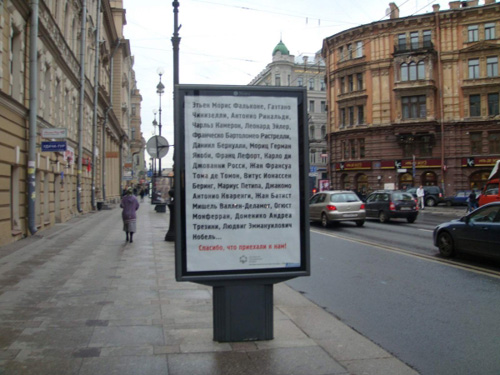 Этьен Морис Фальконе, Гаэтано
Чинизелли, Антонио Ринальди,
Чарльз Камерон, Леонард Эйлер,
Франческо Бартоломео Растрелли,
Даниил Бернулли, Мориц Герман
Якоби, Франц Лефорт, Карло ди
Джованни Росси, Жан Франсуа
Тома де Томон, Витус Ионассен
Беринг, Мариус Петипа, Джакомо
Антонио Кваренги, Жан Батист
Мишель Валлен-Деламот, Огюст
Монферран, Доменико Андреа
Трезини, Людвиг Эммануилович
Нобель...
Спасибо, что приехали к нам!